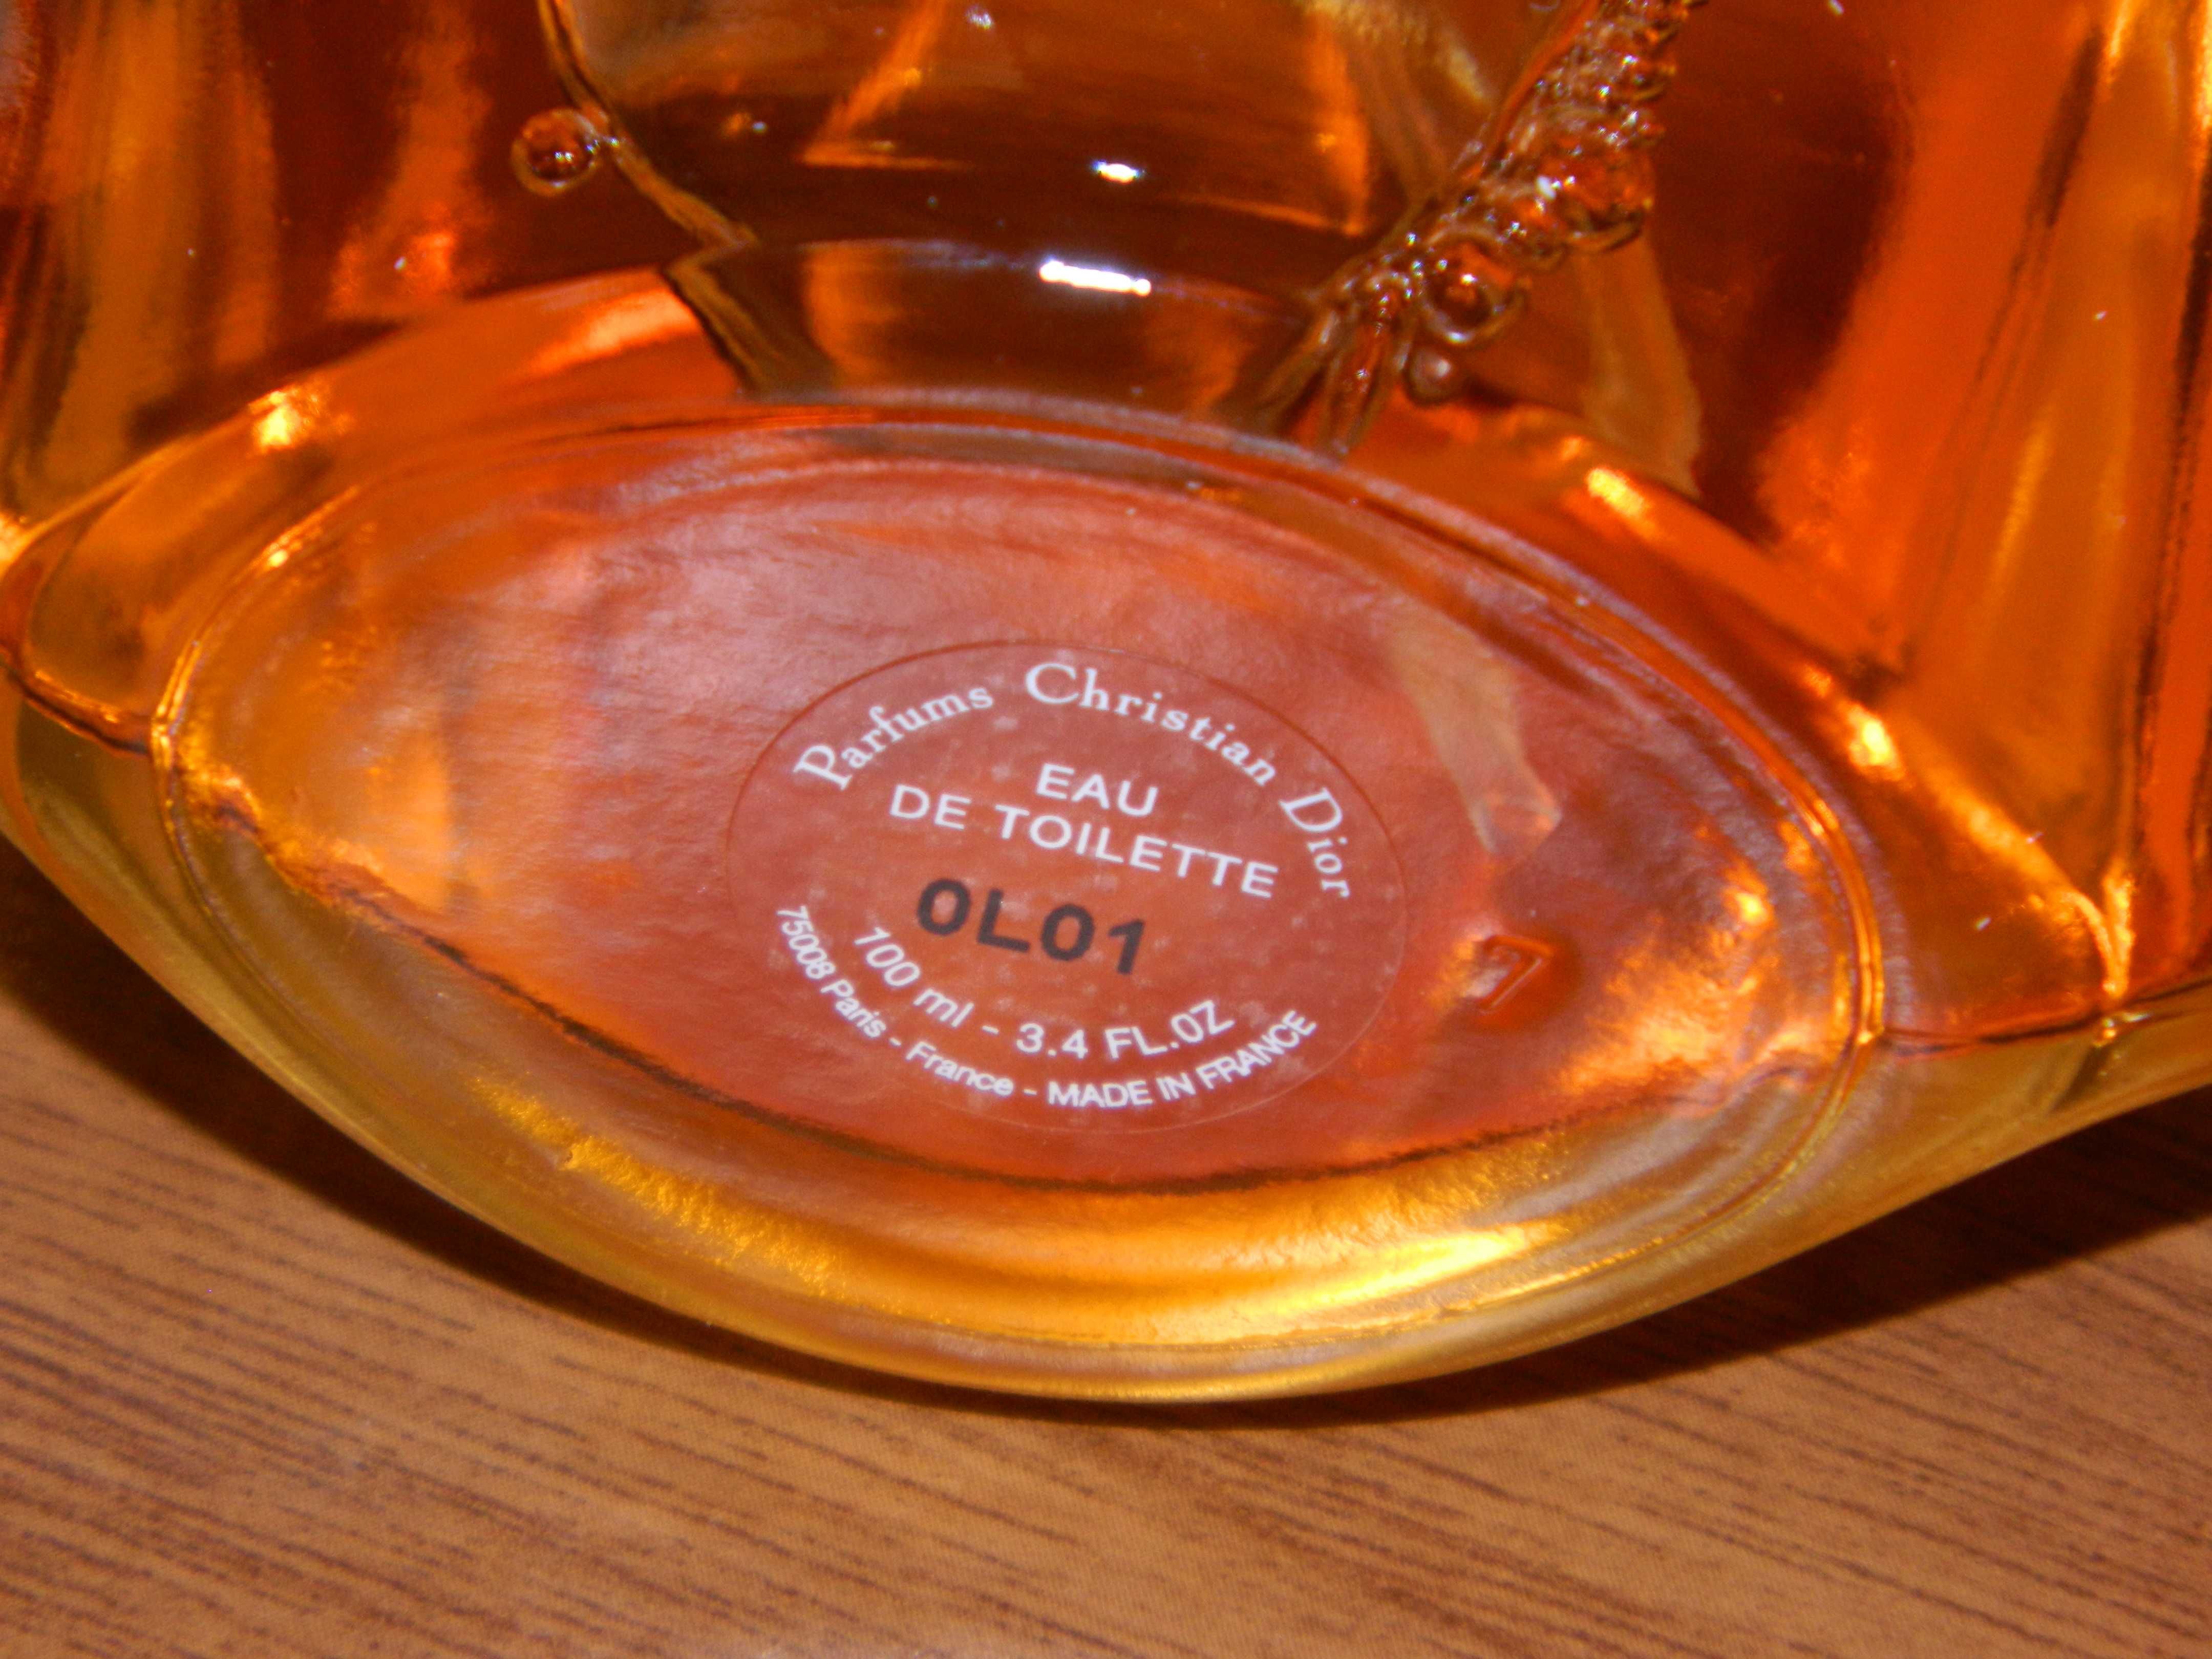 Parfums Christian Dior
EAU
DE TOILETTE
0L01
100 ml - 3.4 FL.OZ
75008 Paris - France - MADE IN FRANCE
7